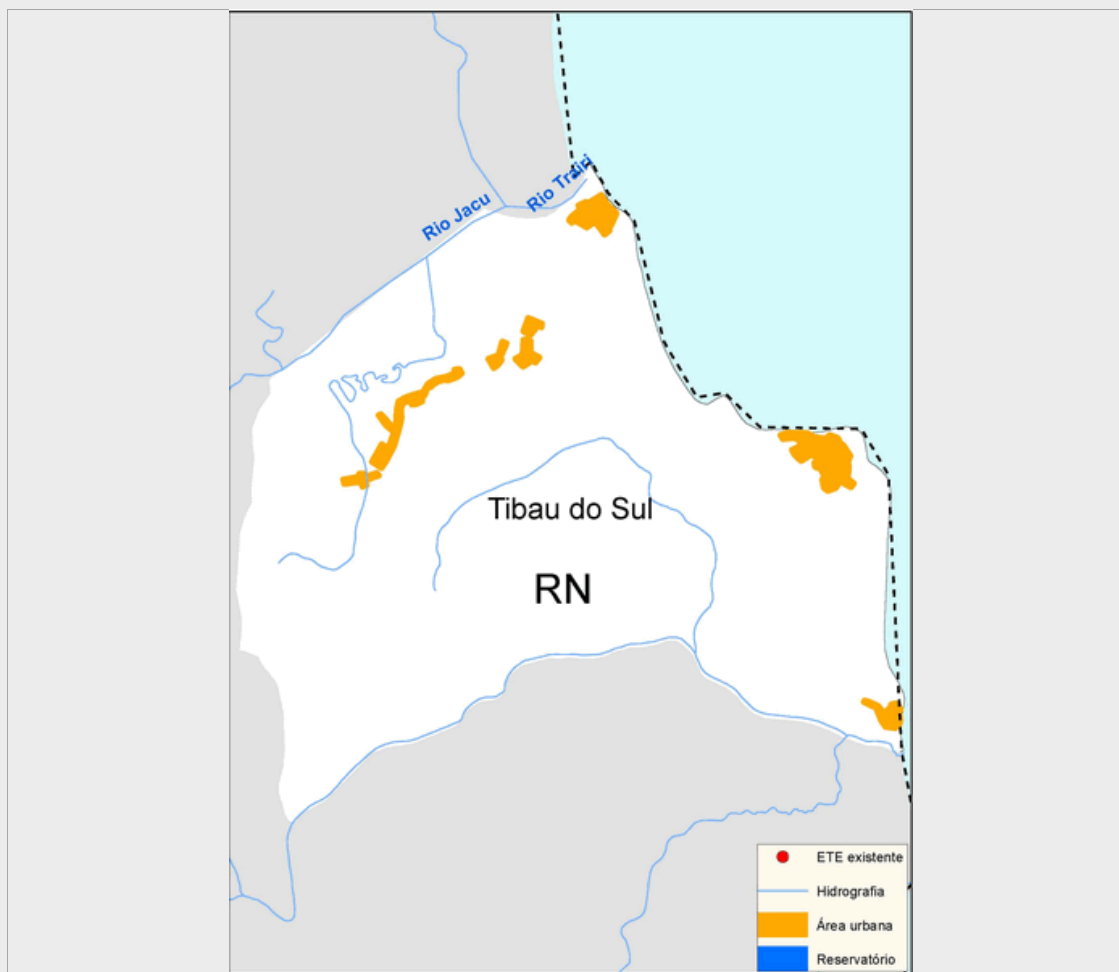 Rio Trairi
Rio Jacu
Tibau do Sul
RN
ETE existente
Hidrografia
Área urbana
Reservatório